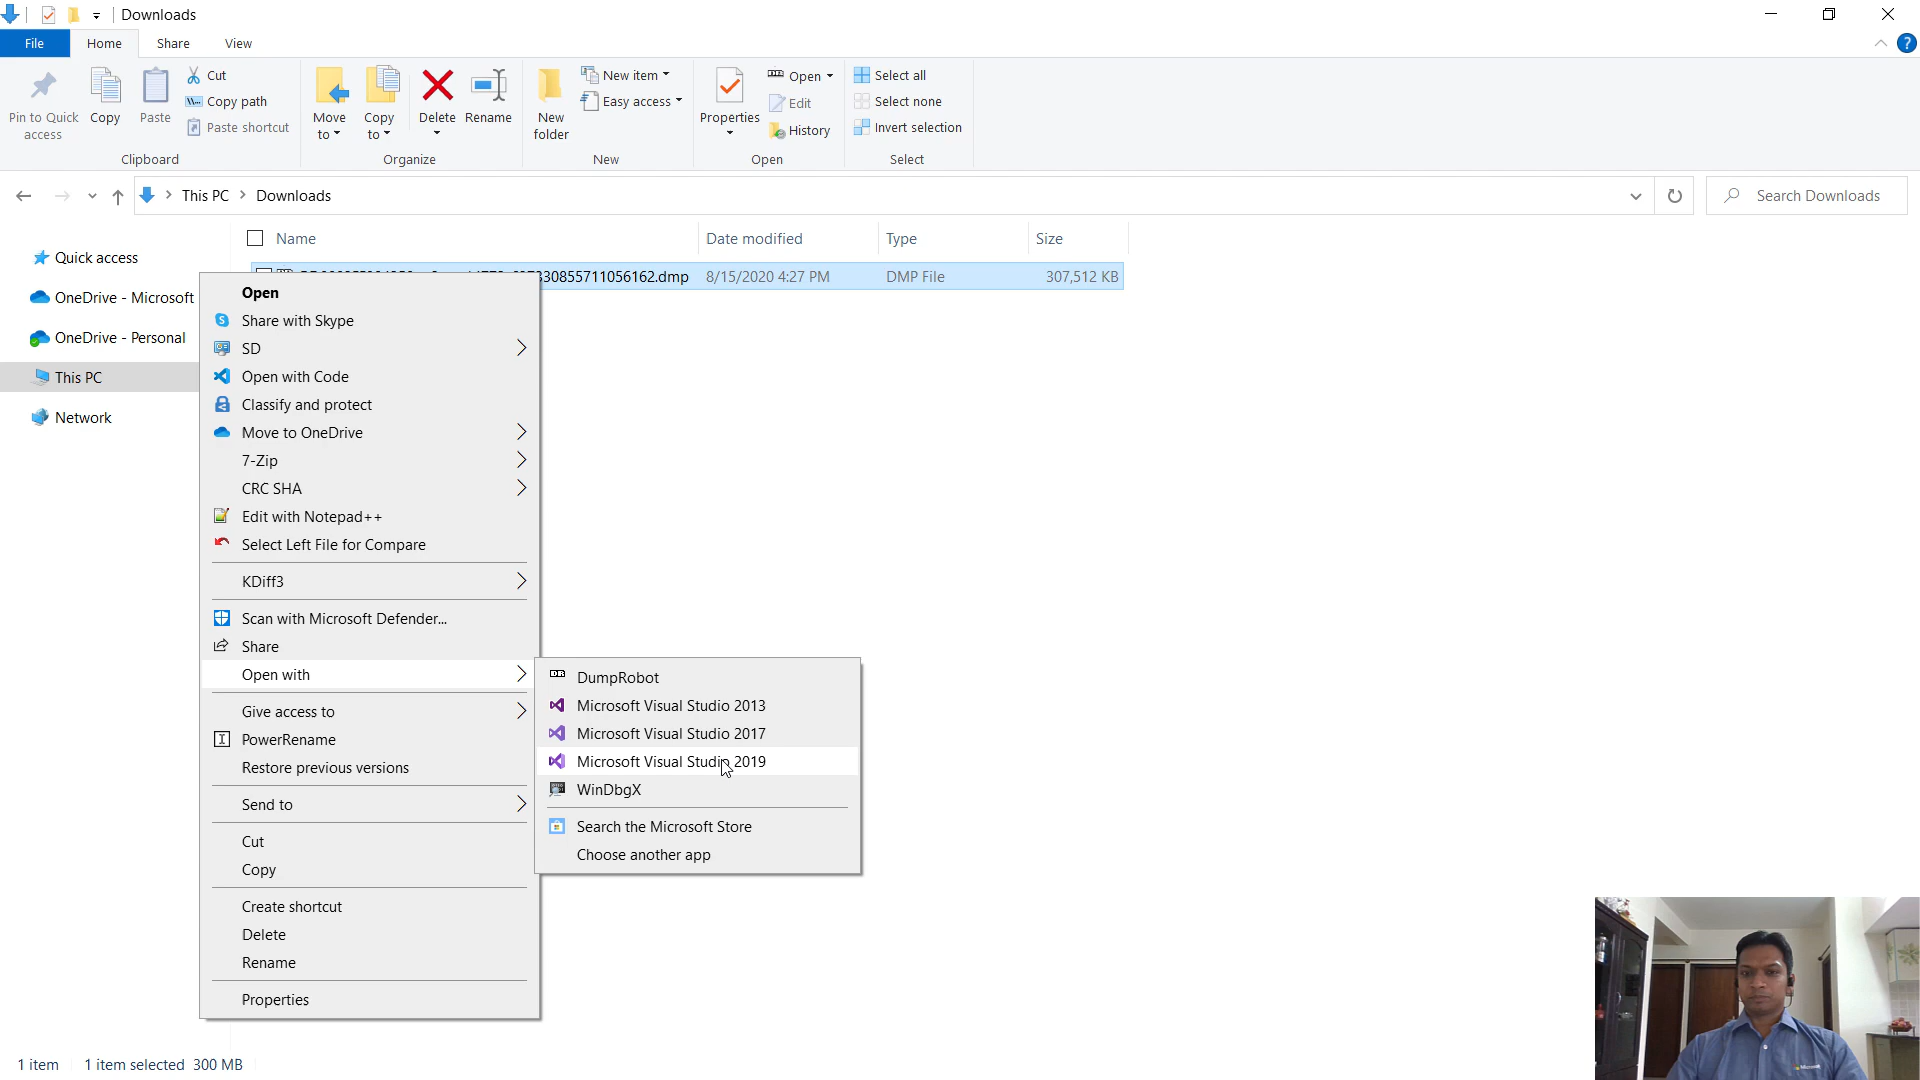 Downloads
File Home Share View
Pin to Quick access
Copy
Paste
Cut
Copy path
Paste shortcut
Clipboard
Move to
Copy to
Delete
Rename
Organize
New folder
New item
Easy access
New
Properties
Open
Edit
History
Open
Select all
Select none
Invert selection
Select
This PC > Downloads
Search Downloads
Name Date modified Type Size
30855711056162.dmp 8/15/2020 4:27 PM DMP File 307,512 KB
Quick access
OneDrive - Microsoft
OneDrive - Personal
This PC
Network
Open
Share with Skype
SD
Open with Code
Classify and protect
Move to OneDrive
7-Zip
CRC SHA
Edit with Notepad++
Select Left File for Compare
KDiff3
Scan with Microsoft Defender...
Share
Open with
Give access to
PowerRename
Restore previous versions
Send to
Cut
Copy
Create shortcut
Delete
Rename
Properties
DumpRobot
Microsoft Visual Studio 2013
Microsoft Visual Studio 2017
Microsoft Visual Studio 2019
WinDbgX
Search the Microsoft Store
Choose another app
1 item 1 item selected 300 MB